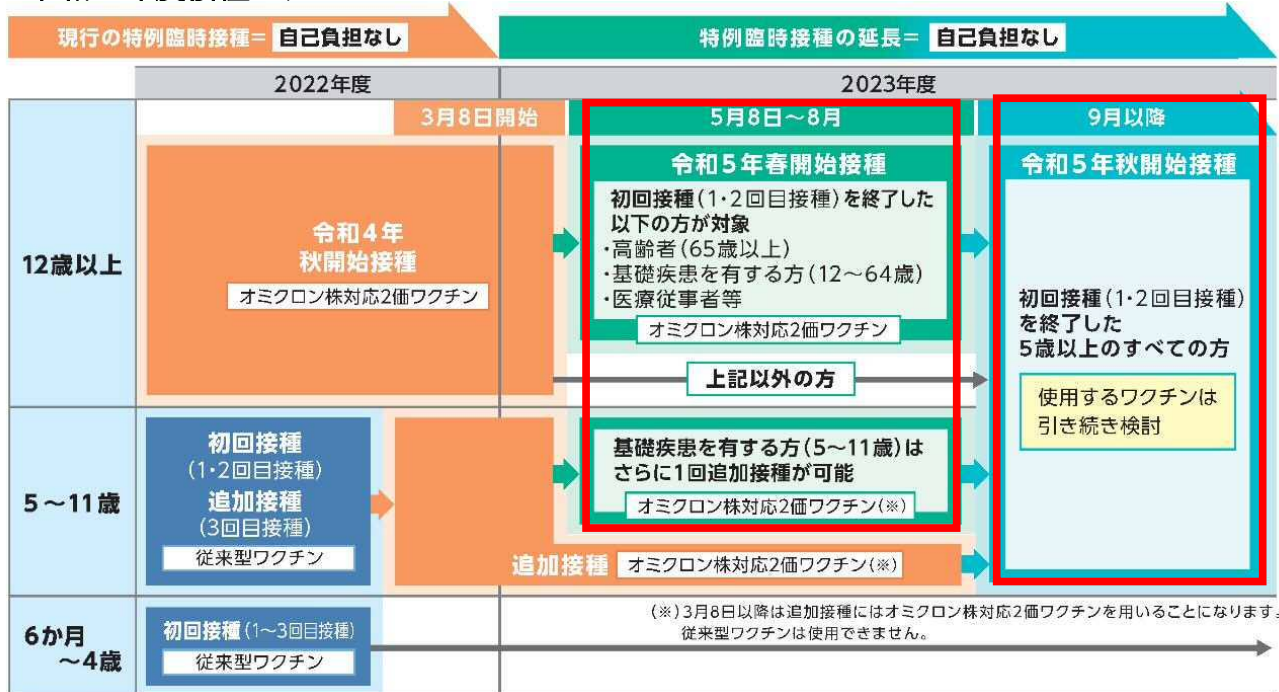 現行の特例臨時接種＝ 自己負担なし
特例臨時接種の延長＝ 自己負担なし
2022年度
2023年度
3月8日開始
5月8日～8月
9月以降
12歳以上
令和4年
秋開始接種
オミクロン株対応2価ワクチン
令和5年春開始接種
初回接種(1・2回目接種)を終了した
以下の方が対象
・高齢者(65歳以上)
・基礎疾患を有する方(12～64歳)
・医療従事者等
オミクロン株対応2価ワクチン
上記以外の方
令和5年秋開始接種
初回接種(1・2回目接種)
を終了した
5歳以上のすべての方
使用するワクチンは
引き続き検討
5～11歳
初回接種
(1・2回目接種)
追加接種
(3回目接種)
従来型ワクチン
基礎疾患を有する方(5～11歳)は
さらに1回追加接種が可能
オミクロン株対応2価ワクチン(※)
追加接種 オミクロン株対応2価ワクチン(※)
6か月
～4歳
初回接種(1～3回目接種)
従来型ワクチン
(※)3月8日以降は追加接種にはオミクロン株対応2価ワクチンを用いることになります。
従来型ワクチンは使用できません。